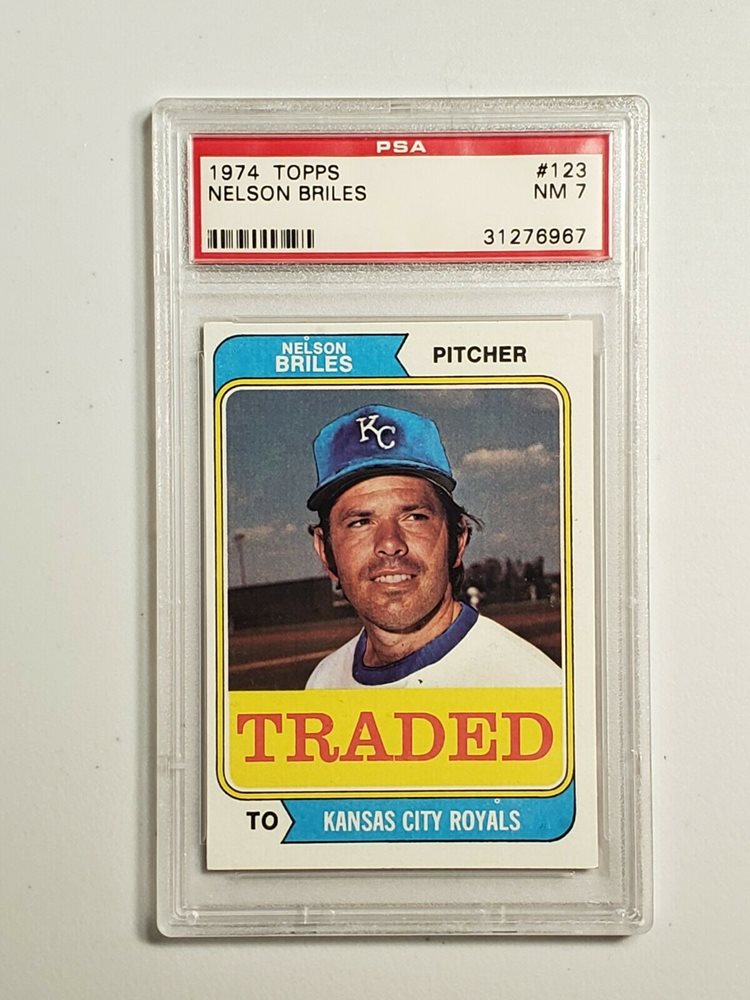 PSA
1974 TOPPS #123
NELSON BRILES NM 7
31276967
NELSON
BRILES
PITCHER
KC
TRADED
TO KANSAS CITY ROYALS